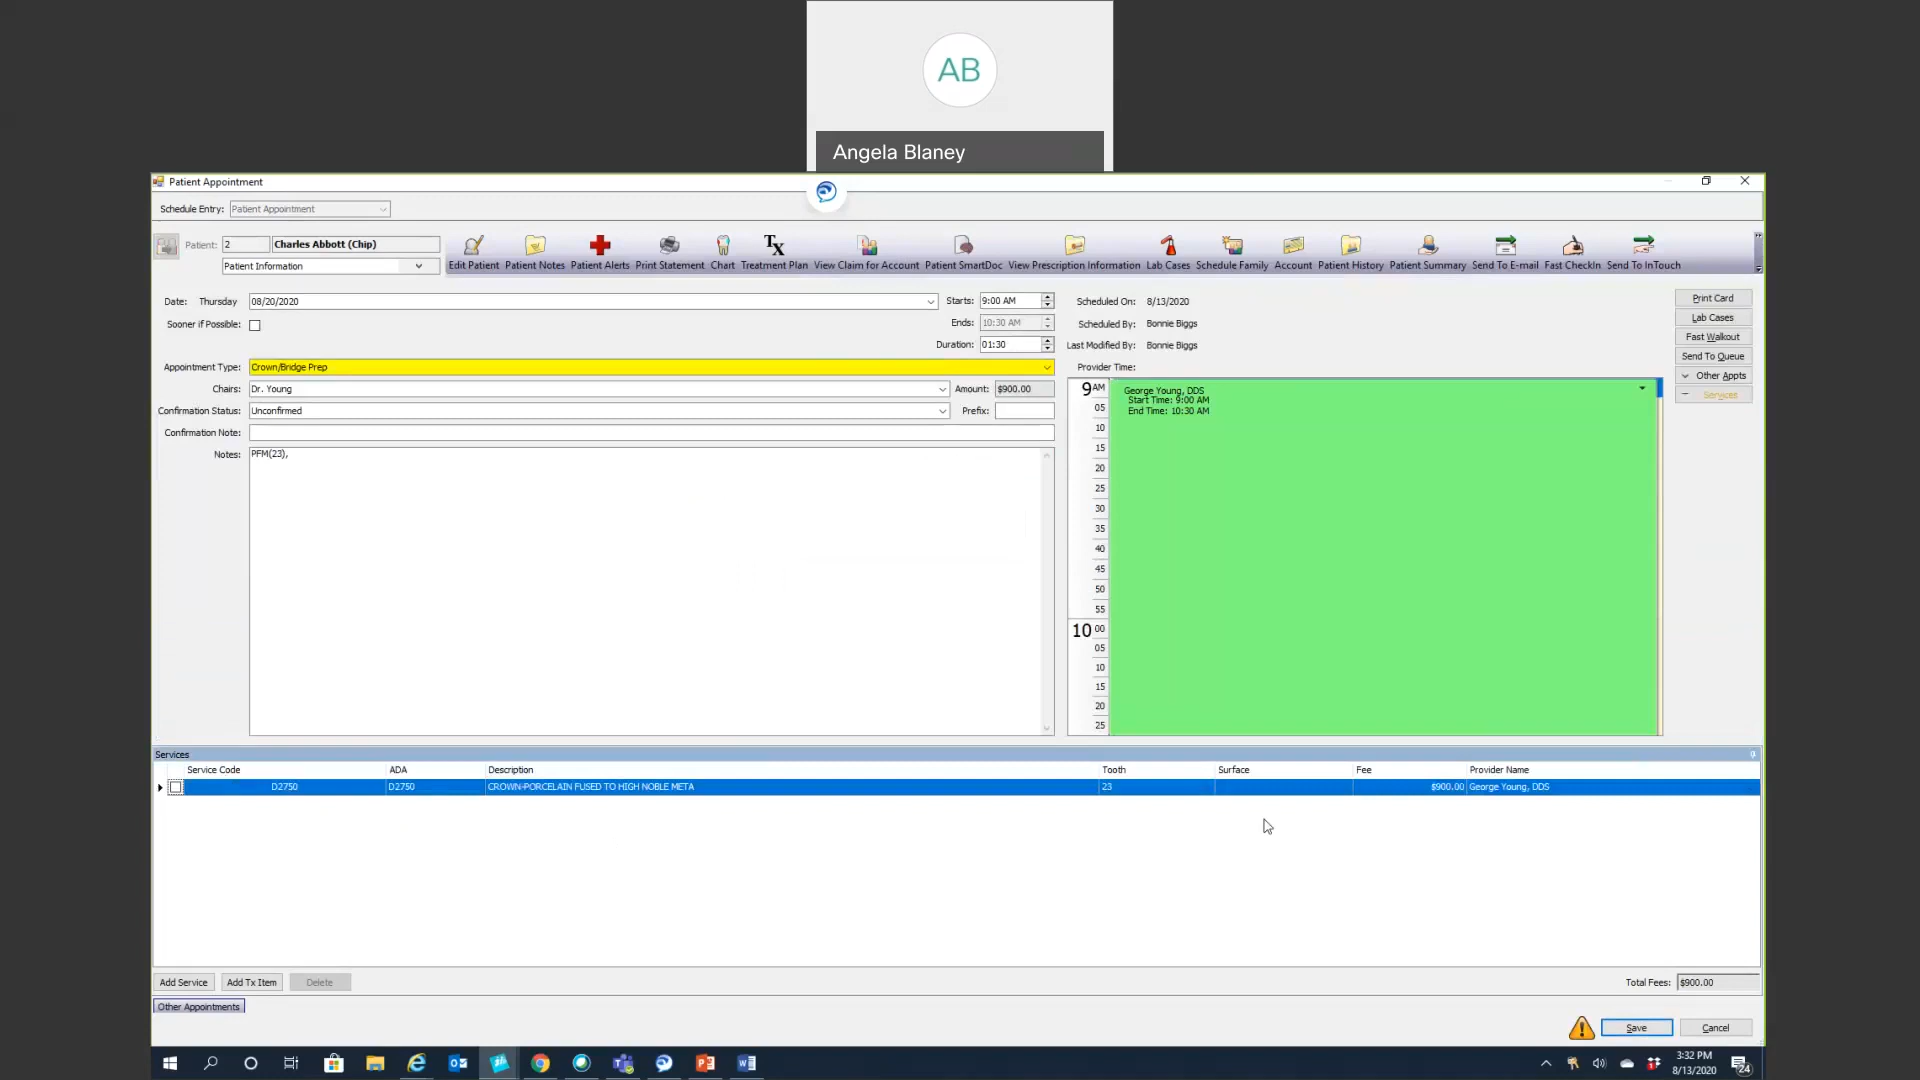 AB
Angela Blaney
Patient Appointment
Schedule Entry: Patient Appointment
Patient: 2 Charles Abbott (Chip)
Patient Information
Edit Patient Patient Notes Patient Alerts Print Statement Chart Treatment Plan View Claim for Account Patient SmartDoc View Prescription Information Lab Cases Schedule Family Account Patient History Patient Summary Send To E-mail Fast CheckIn Send To InTouch
Date: Thursday 08/20/2020 Starts: 9:00 AM Scheduled On: 8/13/2020 Print Card
Sooner if Possible: Ends: 10:30 AM Scheduled By: Bonnie Biggs Lab Cases
Fast Walkout
Duration: 01:30 Last Modified By: Bonnie Biggs
Send To Queue
Appointment Type: Crown/Bridge Prep Provider Time: Other Appts
Chairs: Dr. Young Amount: $900.00 Services
Confirmation Status: Unconfirmed Prefix:
Confirmation Note:
Notes: PFM(23),
9 AM George Young, DDS
Start Time: 9:00 AM
05 End Time: 10:30 AM
10
15
20
25
30
35
40
45
50
55
10 00
05
10
15
20
25
Services
Service Code ADA Description Tooth Surface Fee Provider Name
D2750 D2750 CROWN-PORCELAIN FUSED TO HIGH NOBLE META 23 $900.00 George Young, DDS
Add Service Add Tx Item Delete Total Fees: $900.00
Other Appointments
Save Cancel
3:32 PM
8/13/2020
24